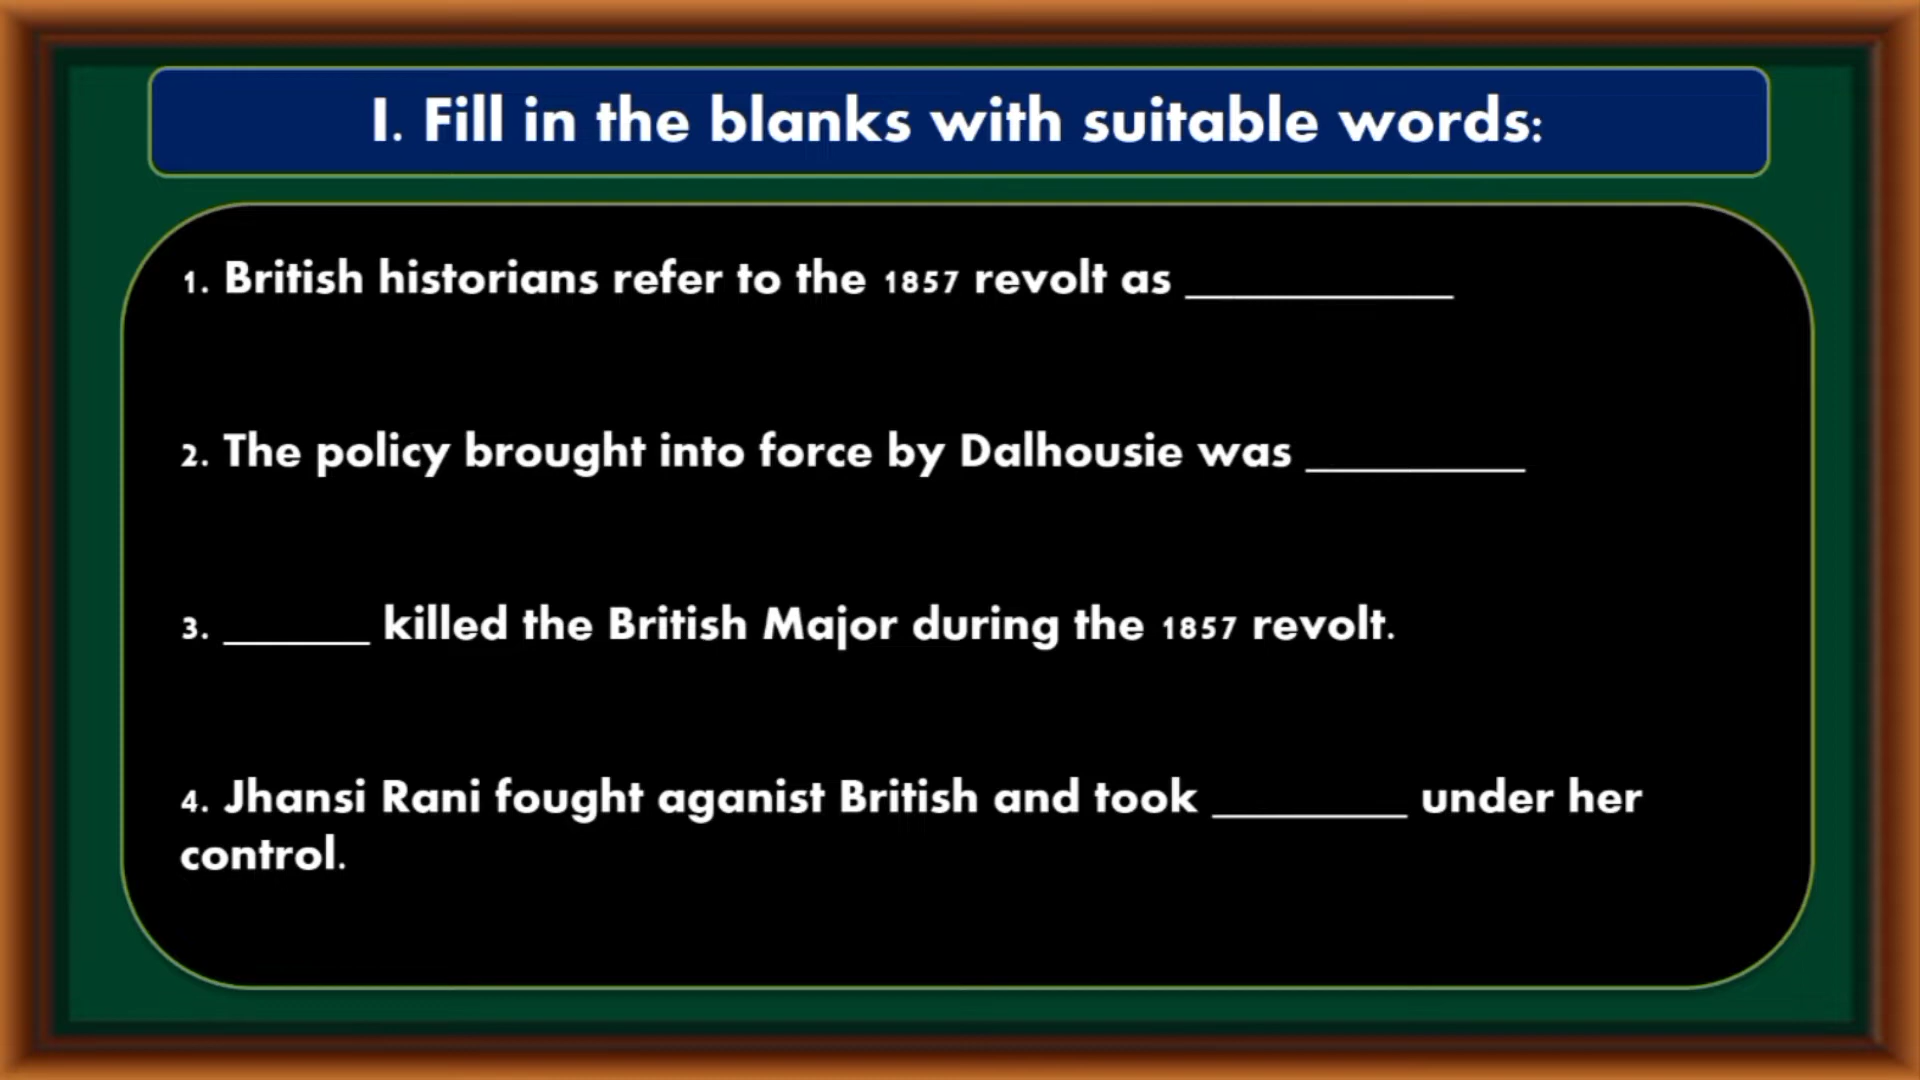 I. Fill in the blanks with suitable words:
1. British historians refer to the 1857 revolt as ___________
2. The policy brought into force by Dalhousie was _________
3. ______ killed the British Major during the 1857 revolt.
4. Jhansi Rani fought aganist British and took ________ under her
control.